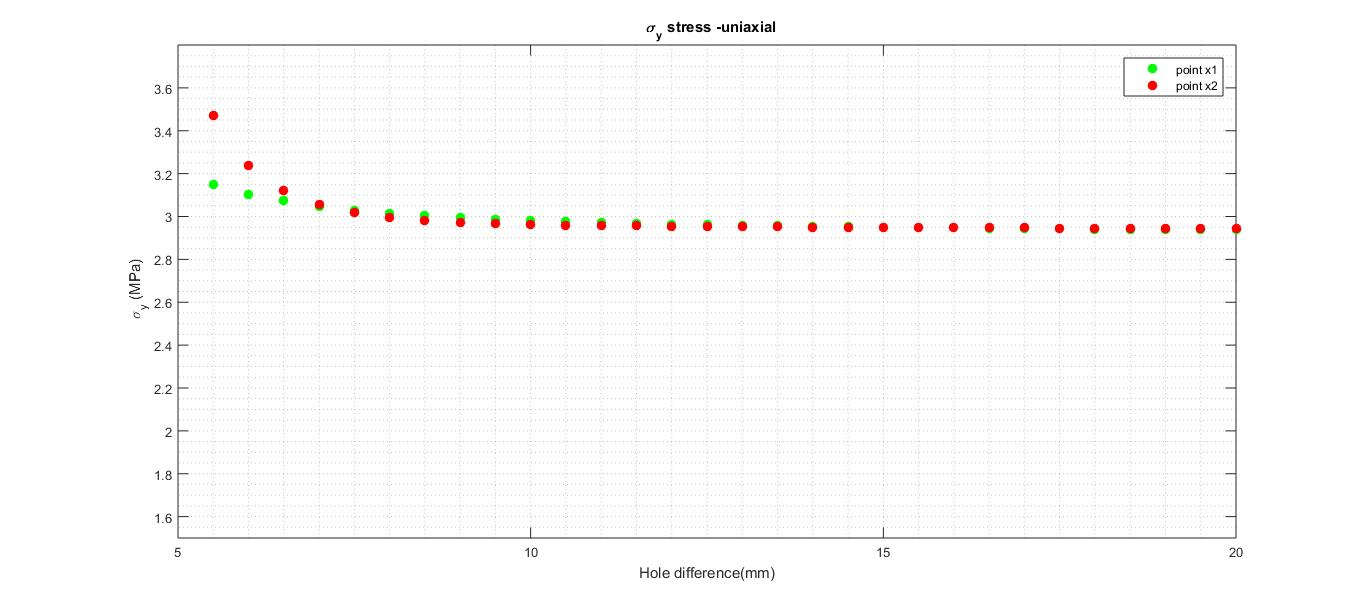 σy stress -uniaxial
point x1
point x2
σy (MPa)
3.6
3.4
3.2
3
2.8
2.6
2.4
2.2
2
1.8
1.6
5 10 15 20
Hole difference(mm)